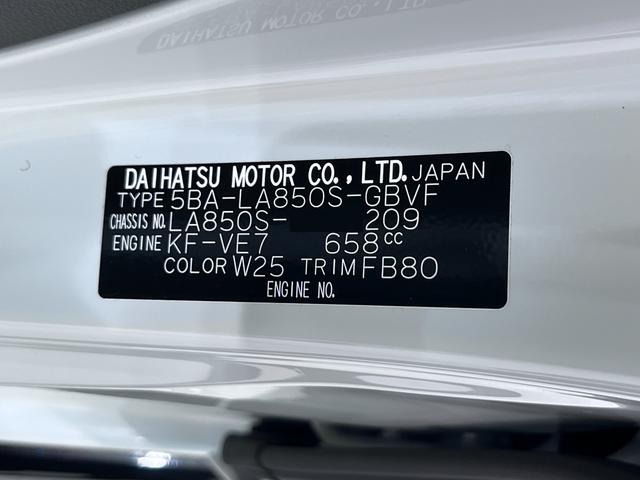 DAIHATSU MOTOR CO.,LTD. JAPAN
TYPE 5BA-LA850S-GBVF
CHASSIS NO. LA850S- 209
ENGINE KF-VE7 658CC
COLOR W25 TRIM FB80
ENGINE NO.